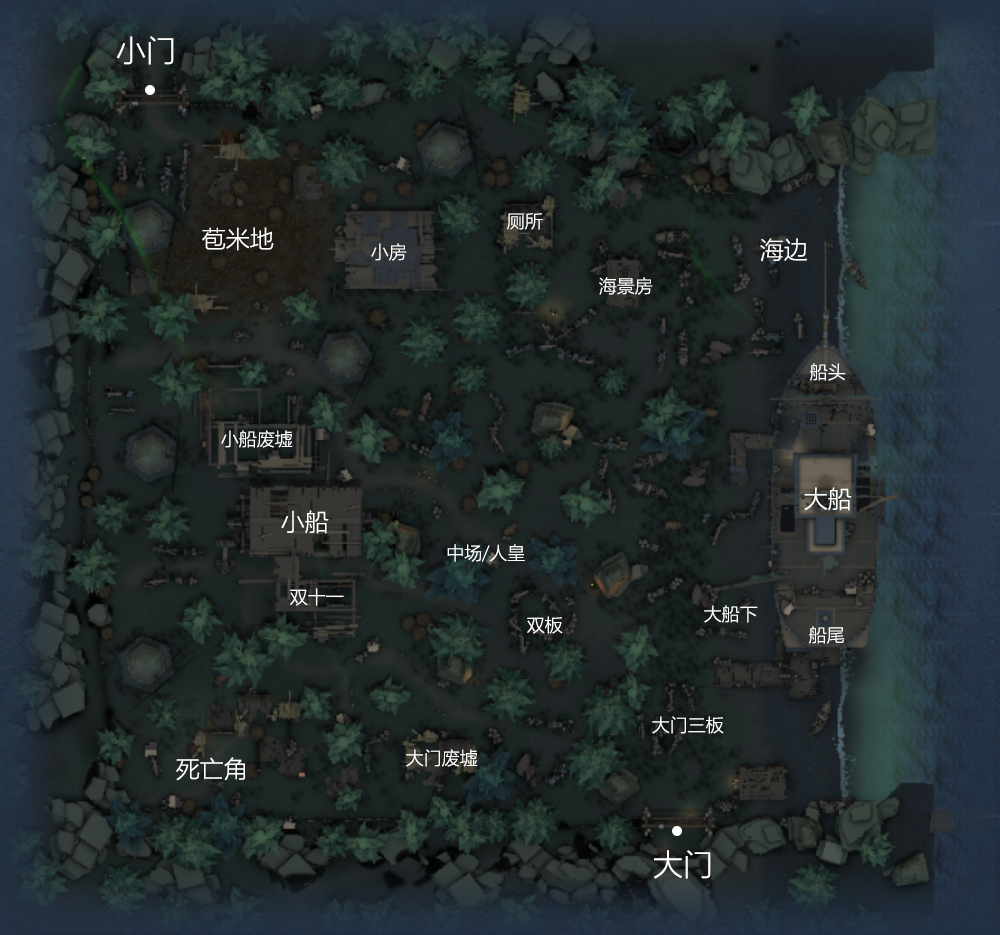 小门
苞米地
小房
厕所
海边
海景房
船头
小船废墟
大船
小船
中场/人皇
双十一
大船下
双板
船尾
大门三板
大门废墟
死亡角
大门